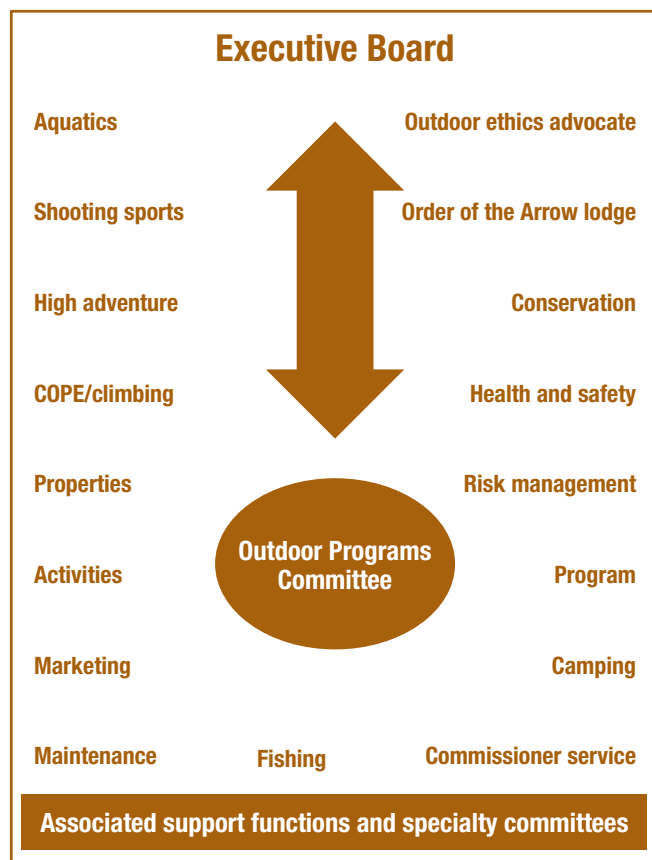 Executive Board
Aquatics
Outdoor ethics advocate
Shooting sports
Order of the Arrow lodge
High adventure
Conservation
COPE/climbing
Health and safety
Properties
Risk management
Outdoor Programs
Committee
Activities
Program
Marketing
Camping
Maintenance
Fishing
Commissioner service
Associated support functions and specialty committees